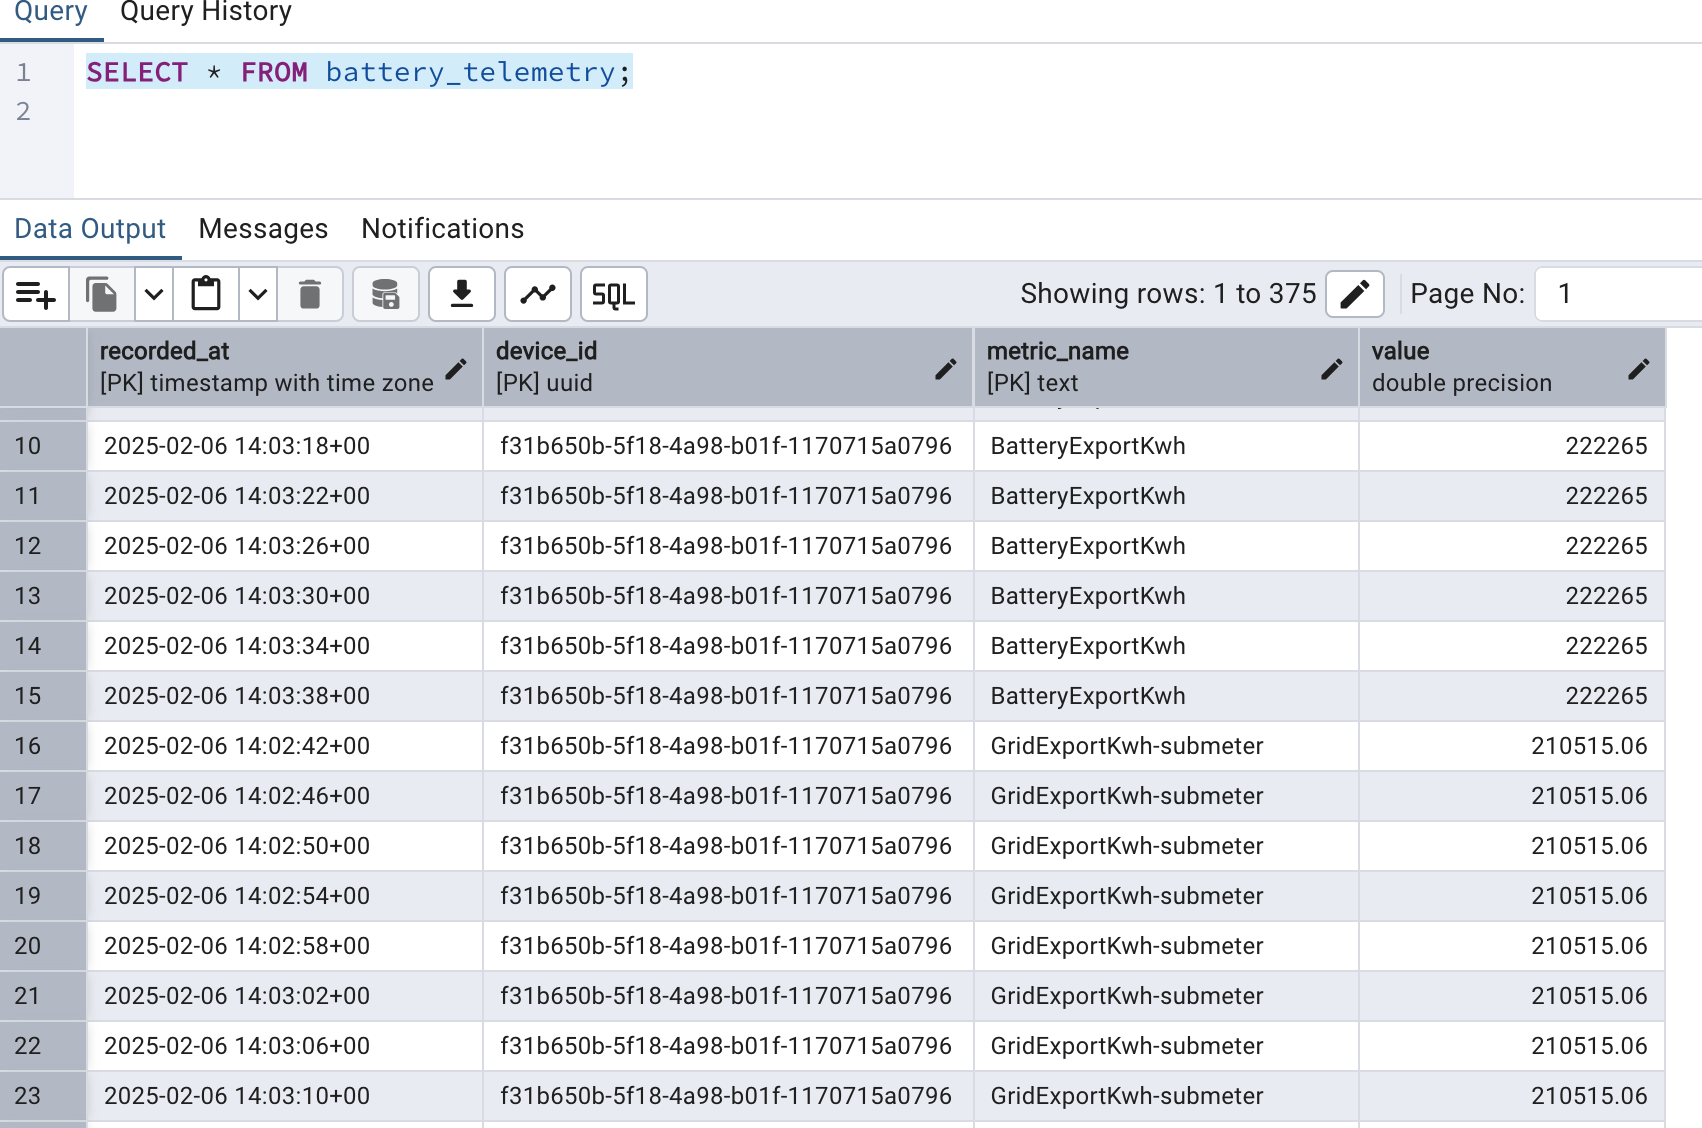 Query Query History
1 SELECT * FROM battery_telemetry;
2
Data Output Messages Notifications
SQL Showing rows: 1 to 375 Page No: 1
recorded_at device_id metric_name value
[PK] timestamp with time zone [PK] uuid [PK] text double precision
10 2025-02-06 14:03:18+00 f31b650b-5f18-4a98-b01f-1170715a0796 BatteryExportKwh 222265
11 2025-02-06 14:03:22+00 f31b650b-5f18-4a98-b01f-1170715a0796 BatteryExportKwh 222265
12 2025-02-06 14:03:26+00 f31b650b-5f18-4a98-b01f-1170715a0796 BatteryExportKwh 222265
13 2025-02-06 14:03:30+00 f31b650b-5f18-4a98-b01f-1170715a0796 BatteryExportKwh 222265
14 2025-02-06 14:03:34+00 f31b650b-5f18-4a98-b01f-1170715a0796 BatteryExportKwh 222265
15 2025-02-06 14:03:38+00 f31b650b-5f18-4a98-b01f-1170715a0796 BatteryExportKwh 222265
16 2025-02-06 14:02:42+00 f31b650b-5f18-4a98-b01f-1170715a0796 GridExportKwh-submeter 210515.06
17 2025-02-06 14:02:46+00 f31b650b-5f18-4a98-b01f-1170715a0796 GridExportKwh-submeter 210515.06
18 2025-02-06 14:02:50+00 f31b650b-5f18-4a98-b01f-1170715a0796 GridExportKwh-submeter 210515.06
19 2025-02-06 14:02:54+00 f31b650b-5f18-4a98-b01f-1170715a0796 GridExportKwh-submeter 210515.06
20 2025-02-06 14:02:58+00 f31b650b-5f18-4a98-b01f-1170715a0796 GridExportKwh-submeter 210515.06
21 2025-02-06 14:03:02+00 f31b650b-5f18-4a98-b01f-1170715a0796 GridExportKwh-submeter 210515.06
22 2025-02-06 14:03:06+00 f31b650b-5f18-4a98-b01f-1170715a0796 GridExportKwh-submeter 210515.06
23 2025-02-06 14:03:10+00 f31b650b-5f18-4a98-b01f-1170715a0796 GridExportKwh-submeter 210515.06